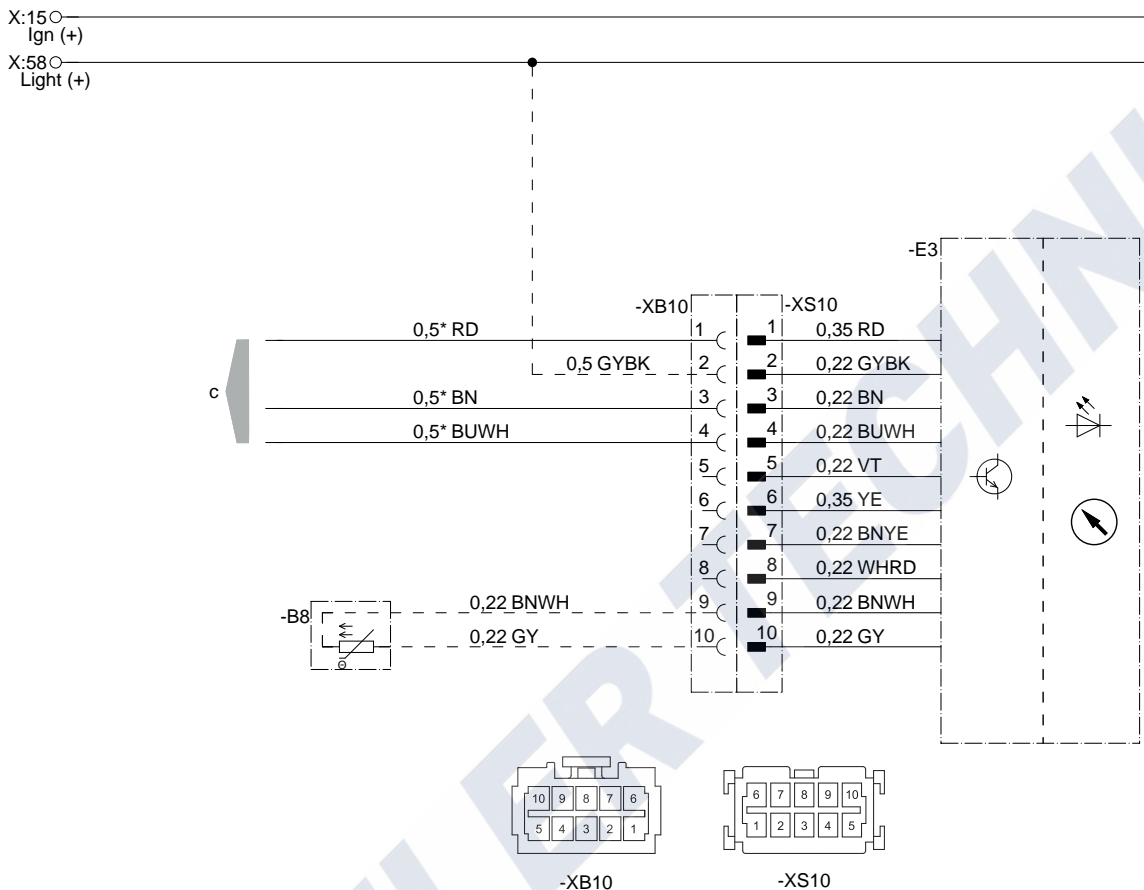 X:15
Ign (+)
X:58
Light (+)
-E3
-XB10 -XS10
0,5* RD 1 1 0,35 RD
0,5 GYBK 2 2 0,22 GYBK
c
0,5* BN 3 3 0,22 BN
0,5* BUWH 4 4 0,22 BUWH
5 5 0,22 VT
6 6 0,35 YE
7 7 0,22 BNYE
8 8 0,22 WHRD
-B8
0,22 BNWH 9 9 0,22 BNWH
0,22 GY 10 10 0,22 GY
Θ
10 9 8 7 6
5 4 3 2 1
-XB10
6 7 8 9 10
1 2 3 4 5
-XS10
LER TECHN